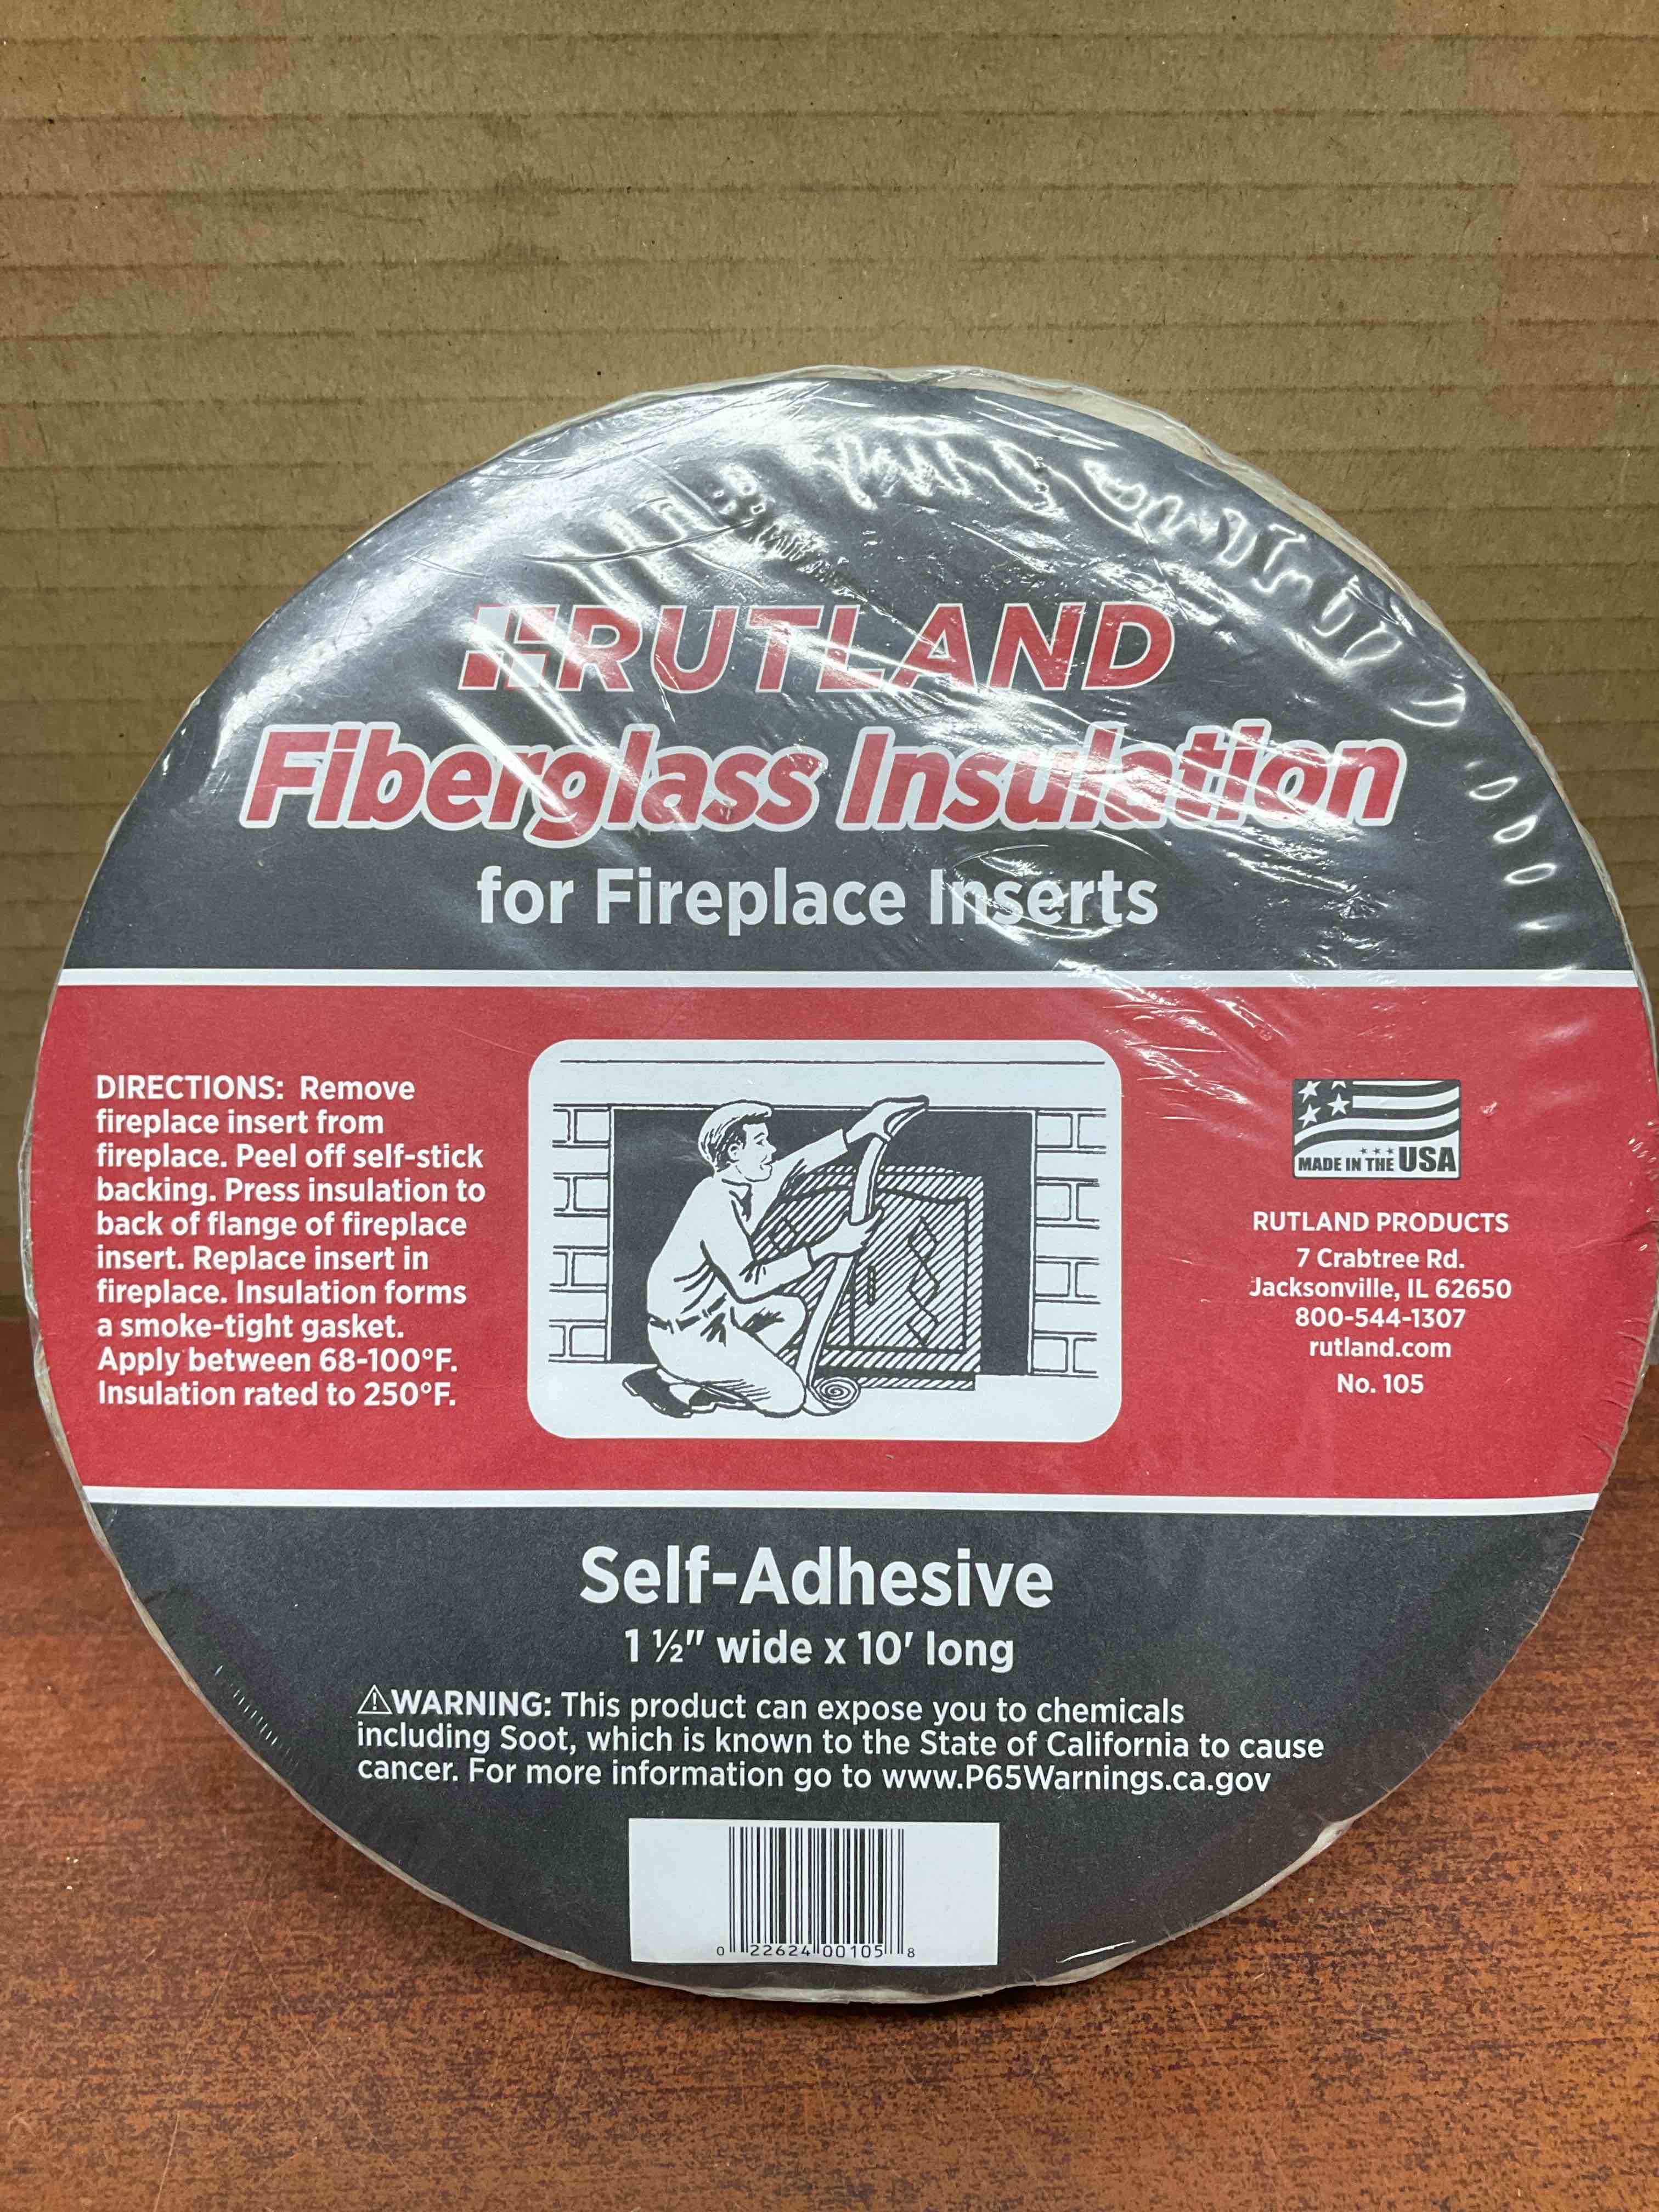 RUTLAND
Fiberglass Insulation
for Fireplace Inserts
DIRECTIONS: Remove
fireplace insert from
fireplace. Peel off self-stick
backing. Press insulation to
back of flange of fireplace
insert. Replace insert in
fireplace. Insulation forms
a smoke-tight gasket.
Apply between 68-100°F.
Insulation rated to 250°F.
MADE IN THE USA
RUTLAND PRODUCTS
7 Crabtree Rd.
Jacksonville, IL 62650
800-544-1307
rutland.com
No. 105
Self-Adhesive
1 ½" wide x 10' long
⚠WARNING: This product can expose you to chemicals
including Soot, which is known to the State of California to cause
cancer. For more information go to www.P65Warnings.ca.gov
0 22624 00105 8